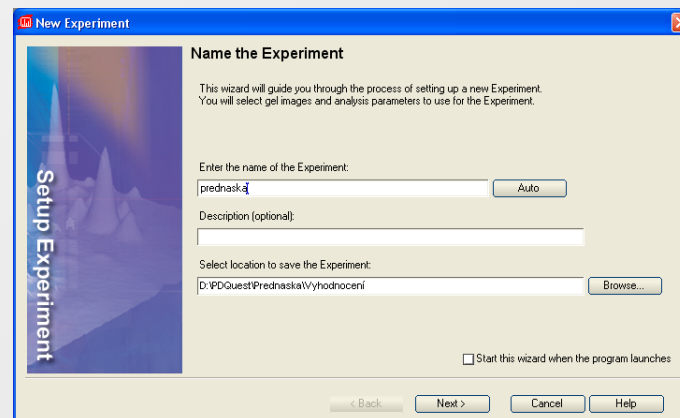 New Experiment
Setup Experiment
Name the Experiment
This wizard will guide you through the process of setting up a new Experiment.
You will select gel images and analysis parameters to use for the Experiment.
Enter the name of the Experiment:
prednaska
Auto
Description (optional):
Select location to save the Experiment:
D:\PDQuest\Prednaska\Vyhodnocení
Browse...
Start this wizard when the program launches
< Back
Next >
Cancel
Help